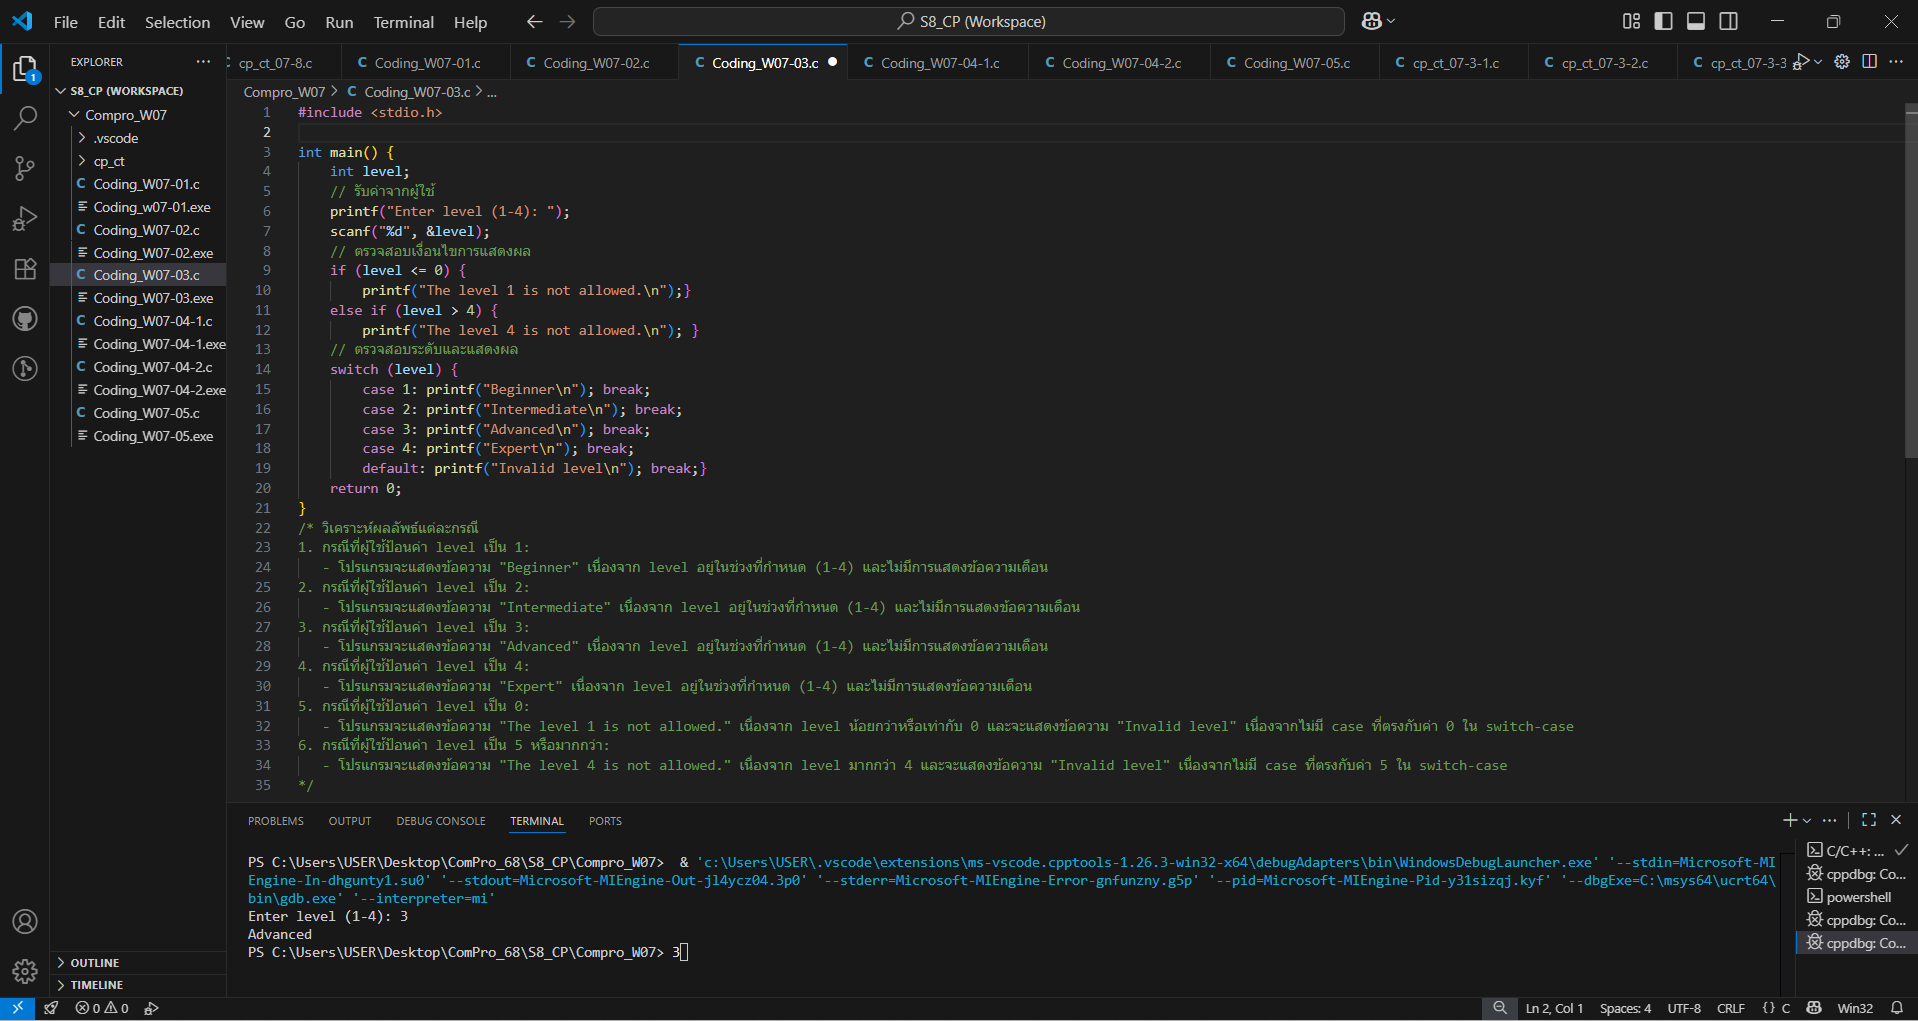 File Edit Selection View Go Run Terminal Help
S8_CP (Workspace)
EXPLORER
cp_ct_07-8.c
Coding_W07-01.c
Coding_W07-02.c
Coding_W07-03.c
Coding_W07-04-1.c
Coding_W07-04-2.c
Coding_W07-05.c
cp_ct_07-3-1.c
cp_ct_07-3-2.c
cp_ct_07-3-3
1
S8_CP (WORKSPACE)
Compro_W07
.vscode
cp_ct
Coding_W07-01.c
Coding_w07-01.exe
Coding_W07-02.c
Coding_W07-02.exe
Coding_W07-03.c
Coding_W07-03.exe
Coding_W07-04-1.c
Coding_W07-04-1.exe
Coding_W07-04-2.c
Coding_W07-04-2.exe
Coding_W07-05.c
Coding_W07-05.exe
OUTLINE
TIMELINE
Compro_W07 > C Coding_W07-03.c > ...
1 #include <stdio.h>
2
3 int main() {
4     int level;
5     // รับค่าจากผู้ใช้
6     printf("Enter level (1-4): ");
7     scanf("%d", &level);
8     // ตรวจสอบเงื่อนไขการแสดงผล
9     if (level <= 0) {
10         printf("The level 1 is not allowed.\n");}
11     else if (level > 4) {
12         printf("The level 4 is not allowed.\n"); }
13     // ตรวจสอบระดับและแสดงผล
14     switch (level) {
15         case 1: printf("Beginner\n"); break;
16         case 2: printf("Intermediate\n"); break;
17         case 3: printf("Advanced\n"); break;
18         case 4: printf("Expert\n"); break;
19         default: printf("Invalid level\n"); break;}
20     return 0;
21 }
22 /* วิเคราะห์ผลลัพธ์แต่ละกรณี
23 1. กรณีที่ผู้ใช้ป้อนค่า level เป็น 1:
24    - โปรแกรมจะแสดงข้อความ "Beginner" เนื่องจาก level อยู่ในช่วงที่กำหนด (1-4) และไม่มีการแสดงข้อความเตือน
25 2. กรณีที่ผู้ใช้ป้อนค่า level เป็น 2:
26    - โปรแกรมจะแสดงข้อความ "Intermediate" เนื่องจาก level อยู่ในช่วงที่กำหนด (1-4) และไม่มีการแสดงข้อความเตือน
27 3. กรณีที่ผู้ใช้ป้อนค่า level เป็น 3:
28    - โปรแกรมจะแสดงข้อความ "Advanced" เนื่องจาก level อยู่ในช่วงที่กำหนด (1-4) และไม่มีการแสดงข้อความเตือน
29 4. กรณีที่ผู้ใช้ป้อนค่า level เป็น 4:
30    - โปรแกรมจะแสดงข้อความ "Expert" เนื่องจาก level อยู่ในช่วงที่กำหนด (1-4) และไม่มีการแสดงข้อความเตือน
31 5. กรณีที่ผู้ใช้ป้อนค่า level เป็น 0:
32    - โปรแกรมจะแสดงข้อความ "The level 1 is not allowed." เนื่องจาก level น้อยกว่าหรือเท่ากับ 0 และจะแสดงข้อความ "Invalid level" เนื่องจากไม่มี case ที่ตรงกับค่า 0 ใน switch-case
33 6. กรณีที่ผู้ใช้ป้อนค่า level เป็น 5 หรือมากกว่า:
34    - โปรแกรมจะแสดงข้อความ "The level 4 is not allowed." เนื่องจาก level มากกว่า 4 และจะแสดงข้อความ "Invalid level" เนื่องจากไม่มี case ที่ตรงกับค่า 5 ใน switch-case
35 */
PROBLEMS OUTPUT DEBUG CONSOLE TERMINAL PORTS
PS C:\Users\USER\Desktop\ComPro_68\S8_CP\Compro_W07>  & 'c:\Users\USER\.vscode\extensions\ms-vscode.cpptools-1.26.3-win32-x64\debugAdapters\bin\WindowsDebugLauncher.exe' '--stdin=Microsoft-MI
Engine-In-dhgunty1.su0' '--stdout=Microsoft-MIEngine-Out-jl4ycz04.3p0' '--stderr=Microsoft-MIEngine-Error-gnfunzny.g5p' '--pid=Microsoft-MIEngine-Pid-y31sizqj.kyf' '--dbgExe=C:\msys64\ucrt64\
bin\gdb.exe' '--interpreter=mi'
Enter level (1-4): 3
Advanced
PS C:\Users\USER\Desktop\ComPro_68\S8_CP\Compro_W07> 3
C/C++: ...
cppdbg: Co...
powershell
cppdbg: Co...
cppdbg: Co...
0 0
Ln 2, Col 1 Spaces: 4 UTF-8 CRLF {} C Win32